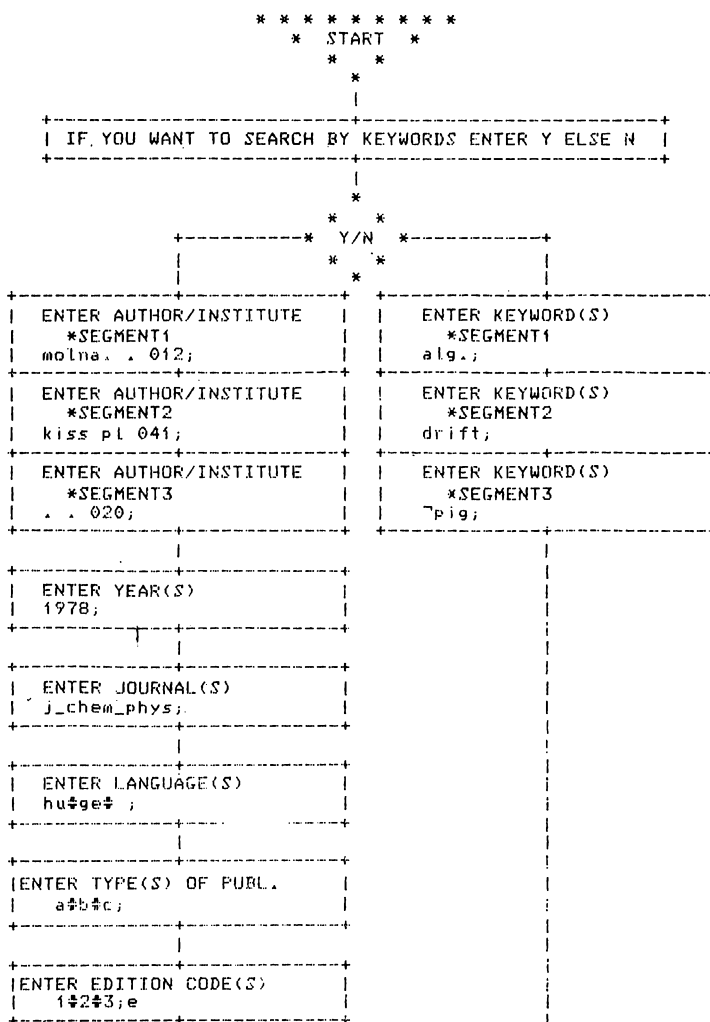 START
IF YOU WANT TO SEARCH BY KEYWORDS ENTER Y ELSE N
Y/N
ENTER AUTHOR/INSTITUTE
*SEGMENT1
molna. . 012;
ENTER AUTHOR/INSTITUTE
*SEGMENT2
kiss pl 041;
ENTER AUTHOR/INSTITUTE
*SEGMENT3
. . 020;
ENTER YEAR(S)
1978;
ENTER JOURNAL(S)
j_chem_phys;
ENTER LANGUAGE(S)
hu‡ge‡ ;
ENTER TYPE(S) OF PUBL.
a‡b‡c;
ENTER EDITION CODE(S)
1‡2‡3;e
ENTER KEYWORD(S)
*SEGMENT1
alg.;
ENTER KEYWORD(S)
*SEGMENT2
drift;
ENTER KEYWORD(S)
*SEGMENT3
¬pig;